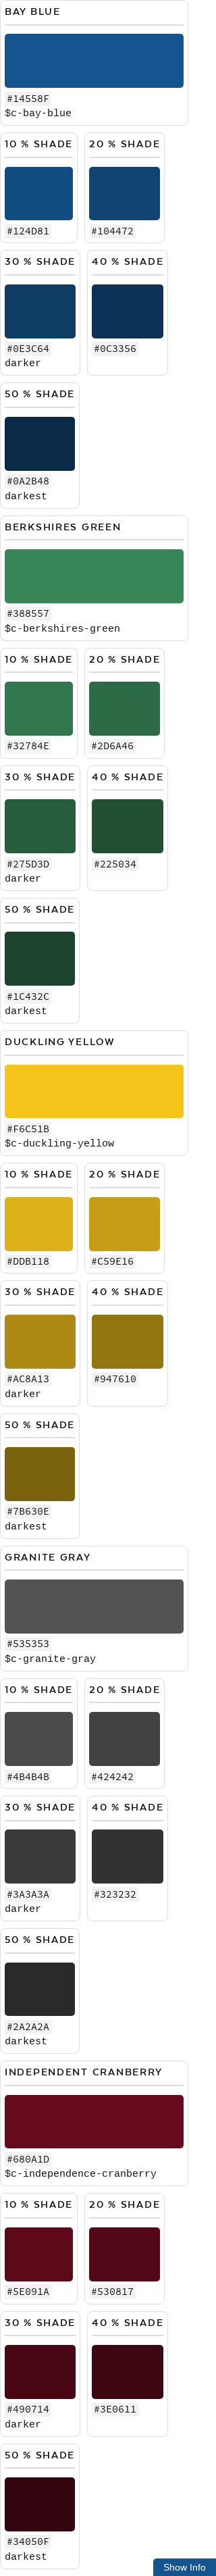 BAY BLUE
#14558F
$c-bay-blue
10 % SHADE
#124D81
20 % SHADE
#104472
30 % SHADE
#0E3C64
darker
40 % SHADE
#0C3356
50 % SHADE
#0A2B48
darkest
BERKSHIRES GREEN
#388557
$c-berkshires-green
10 % SHADE
#32784E
20 % SHADE
#2D6A46
30 % SHADE
#275D3D
darker
40 % SHADE
#225034
50 % SHADE
#1C432C
darkest
DUCKLING YELLOW
#F6C51B
$c-duckling-yellow
10 % SHADE
#DDB118
20 % SHADE
#C59E16
30 % SHADE
#AC8A13
darker
40 % SHADE
#947610
50 % SHADE
#7B630E
darkest
GRANITE GRAY
#535353
$c-granite-gray
10 % SHADE
#4B4B4B
20 % SHADE
#424242
30 % SHADE
#3A3A3A
darker
40 % SHADE
#323232
50 % SHADE
#2A2A2A
darkest
INDEPENDENT CRANBERRY
#680A1D
$c-independence-cranberry
10 % SHADE
#5E091A
20 % SHADE
#530817
30 % SHADE
#490714
darker
40 % SHADE
#3E0611
50 % SHADE
#34050F
darkest
Show Info